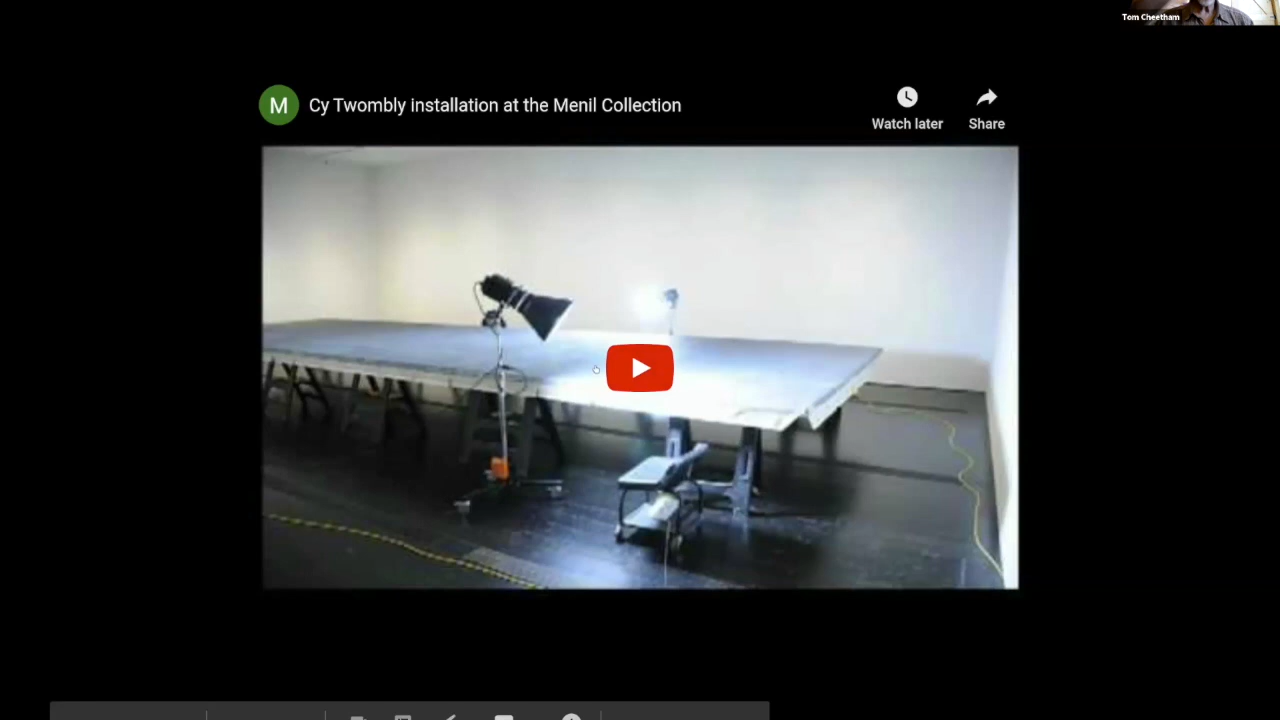 Tom Cheetham
M
Cy Twombly installation at the Menil Collection
Watch later
Share